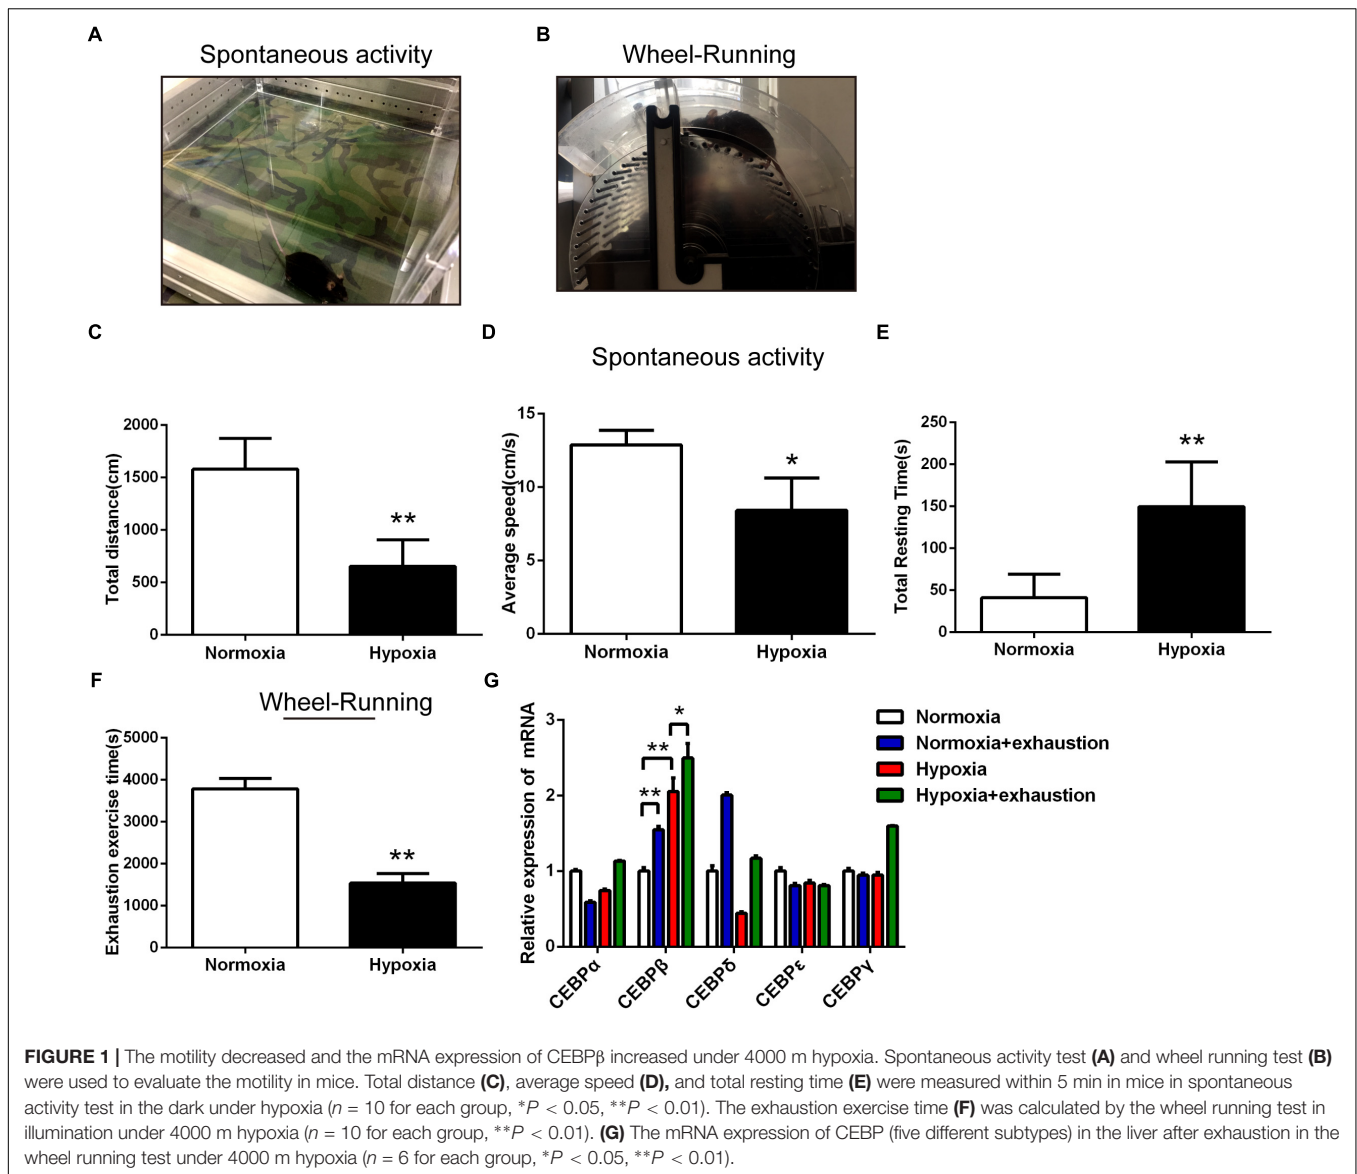 A
Spontaneous activity
B
Wheel-Running
C
D
E
Spontaneous activity
Total distance(cm)
2000
1500
1000
500
0
**
Normoxia
Hypoxia
Average speed(cm/s)
15
10
5
0
*
Normoxia
Hypoxia
Total Resting Time(s)
250
200
150
100
50
0
**
Normoxia
Hypoxia
F
Wheel-Running
Exhaustion exercise time(s)
5000
4000
3000
2000
1000
0
**
Normoxia
Hypoxia
G
Relative expression of mRNA
3
2
1
0
**
**
*
CEBPα
CEBPβ
CEBPδ
CEBPε
CEBPγ
Normoxia
Normoxia+exhaustion
Hypoxia
Hypoxia+exhaustion
FIGURE 1 | The motility decreased and the mRNA expression of CEBPβ increased under 4000 m hypoxia. Spontaneous activity test (A) and wheel running test (B)
were used to evaluate the motility in mice. Total distance (C), average speed (D), and total resting time (E) were measured within 5 min in mice in spontaneous
activity test in the dark under hypoxia (n = 10 for each group, *P < 0.05, **P < 0.01). The exhaustion exercise time (F) was calculated by the wheel running test in
illumination under 4000 m hypoxia (n = 10 for each group, **P < 0.01). (G) The mRNA expression of CEBP (five different subtypes) in the liver after exhaustion in the
wheel running test under 4000 m hypoxia (n = 6 for each group, *P < 0.05, **P < 0.01).